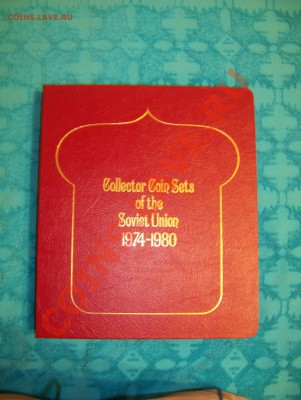 COINS.LAVE.RU
Collector Coin Sets
of the
Soviet Union
1974-1980